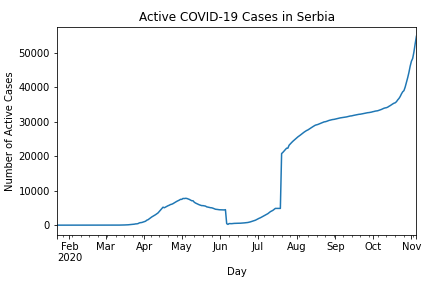 Active COVID-19 Cases in Serbia
Number of Active Cases
50000
40000
30000
20000
10000
0
Feb Mar Apr May Jun Jul Aug Sep Oct Nov
2020
Day